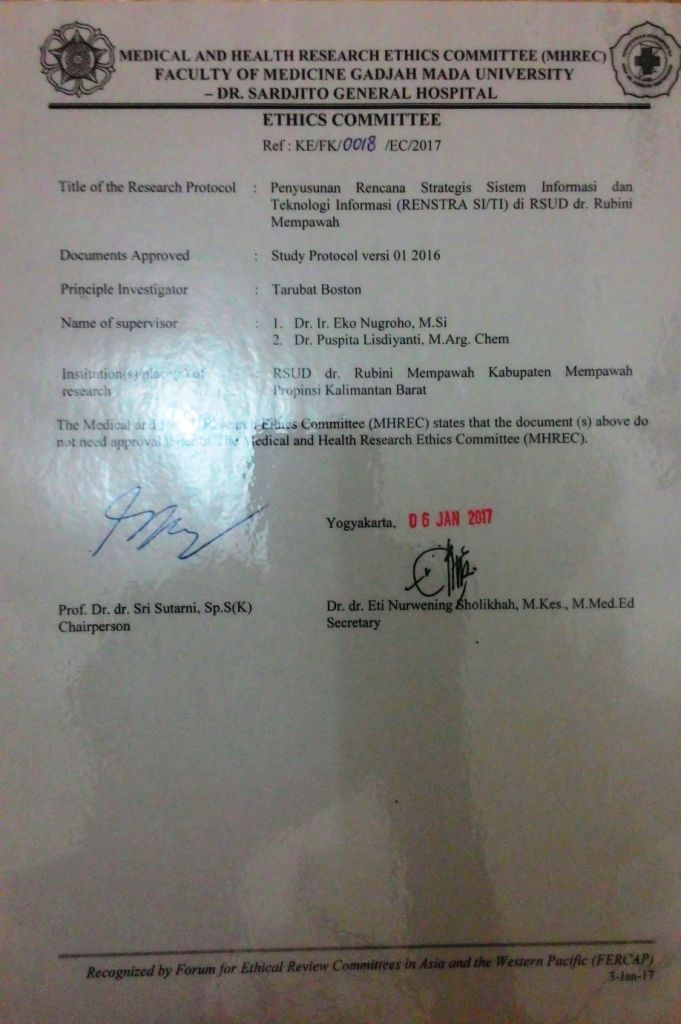 MEDICAL AND HEALTH RESEARCH ETHICS COMMITTEE (MHREC)
FACULTY OF MEDICINE GADJAH MADA UNIVERSITY
– DR. SARDJITO GENERAL HOSPITAL
ETHICS COMMITTEE
Ref : KE/FK/0018 /EC/2017
Title of the Research Protocol : Penyusunan Rencana Strategis Sistem Informasi dan
Teknologi Informasi (RENSTRA SI/TI) di RSUD dr. Rubini
Mempawah
Documents Approved : Study Protocol versi 01 2016
Principle Investigator : Tarubat Boston
Name of supervisor : 1. Dr. Ir. Eko Nugroho, M.Si
2. Dr. Puspita Lisdiyanti, M.Arg. Chem
Institution(s)/place(s) of : RSUD dr. Rubini Mempawah Kabupaten Mempawah
research Propinsi Kalimantan Barat
The Medical and Health Research Ethics Committee (MHREC) states that the document (s) above do
not need approval The Medical and Health Research Ethics Committee (MHREC).
Yogyakarta, 06 JAN 2017
Prof. Dr. dr. Sri Sutarni, Sp.S(K) Dr. dr. Eti Nurwening Sholikhah, M.Kes., M.Med.Ed
Chairperson Secretary
Recognized by Forum for Ethical Review Committees in Asia and the Western Pacific (FERCAP)
3-Jan-17